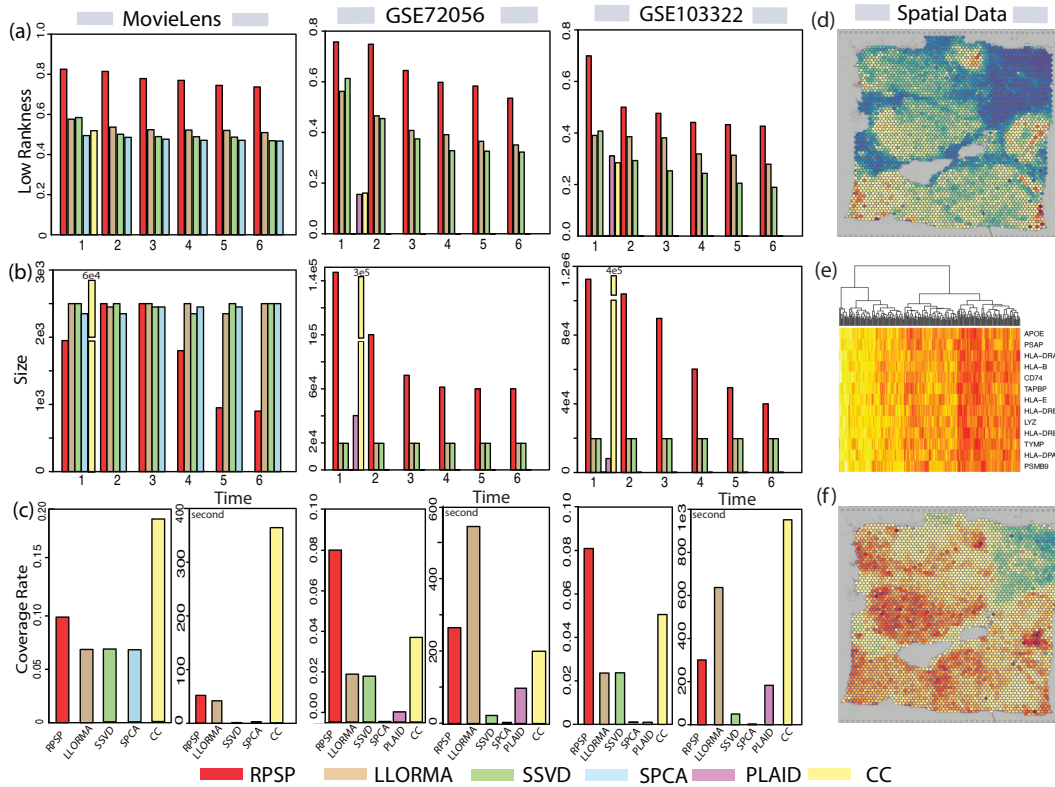 MovieLens
GSE72056
GSE103322
Spatial Data
(a)
Low Rankness
0 0.2 0.4 0.6 0.8 1.0
1 2 3 4 5 6
0.0 0.2 0.4 0.6 0.8
1 2 3 4 5 6
0.0 0.2 0.4 0.6 0.8
1 2 3 4 5 6
(d)
(b)
Size
0 1e3 2e3 3e3
6e4
1 2 3 4 5 6
0 2e4 6e4 1e5 1.4e5
3e5
1 2 3 4 5 6
0 4e4 8e4 1.2e6
4e5
1 2 3 4 5 6
(e)
APOE
PSAP
HLA-DRA
HLA-B
CD74
TAPBP
HLA-E
HLA-DRE
LYZ
HLA-DRE
TYMP
HLA-DPA
PSMB9
(c)
Coverage Rate
0 0.05 0.10 0.15 0.20
RPSP LLORMA SSVD SPCA CC
Time
second
0 100 200 300 400
RPSP LLORMA SSVD SPCA CC
0.00 0.02 0.04 0.06 0.08 0.10
RPSP LLORMA SSVD SPCA PLAID CC
Time
second
0 200 400 600
RPSP LLORMA SSVD SPCA PLAID CC
0 0.02 0.04 0.06 0.08 0.10
RPSP LLORMA SSVD SPCA PLAID CC
Time
second
0 200 400 600 800 1e3
RPSP LLORMA SSVD SPCA PLAID CC
(f)
RPSP LLORMA SSVD SPCA PLAID CC